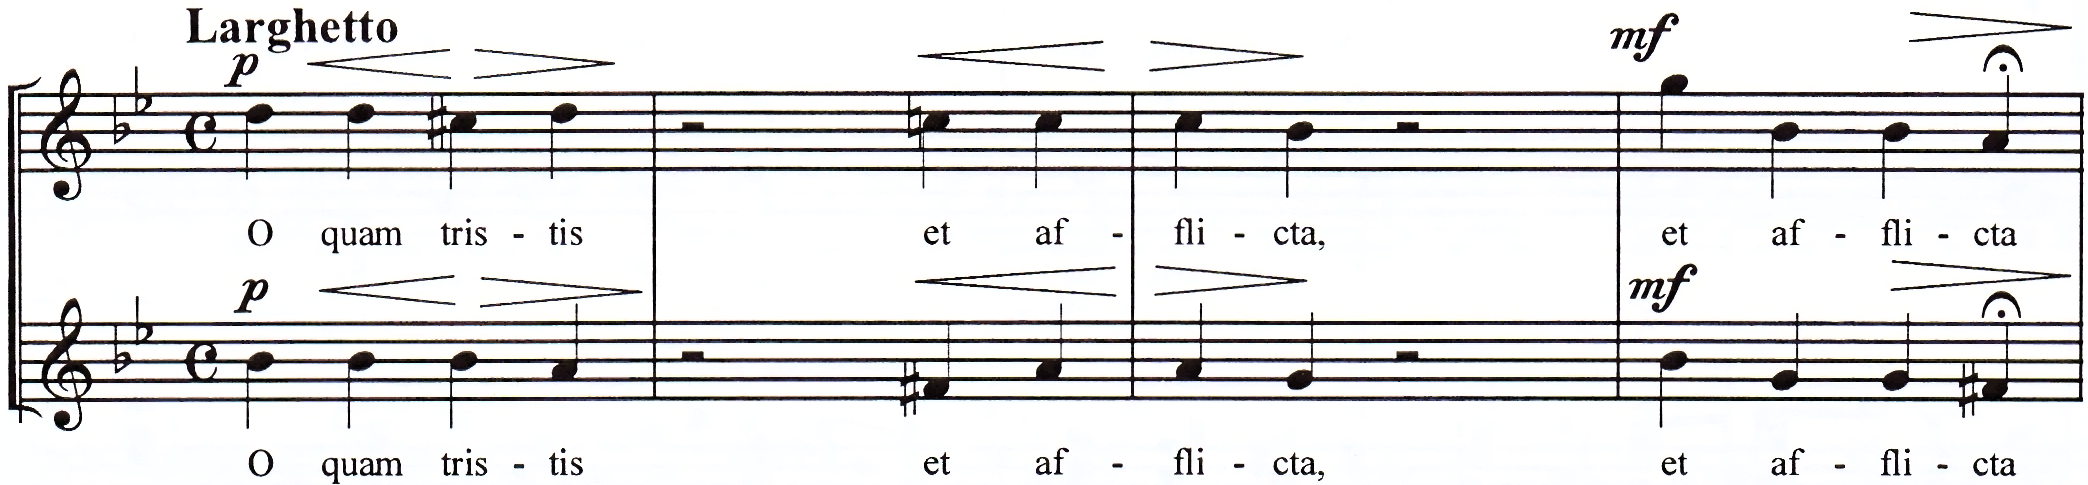 Larghetto
p mf
O quam tris - tis et af - fli - cta, et af - fli - cta
p mf
O quam tris - tis et af - fli - cta, et af - fli - cta